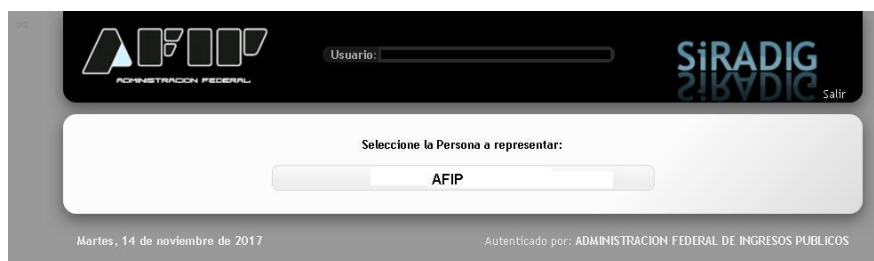 AFIP
ADMINISTRACION FEDERAL
Usuario:
SiRADIG
Salir
Seleccione la Persona a representar:
AFIP
Martes, 14 de noviembre de 2017
Autenticado por: ADMINISTRACION FEDERAL DE INGRESOS PUBLICOS